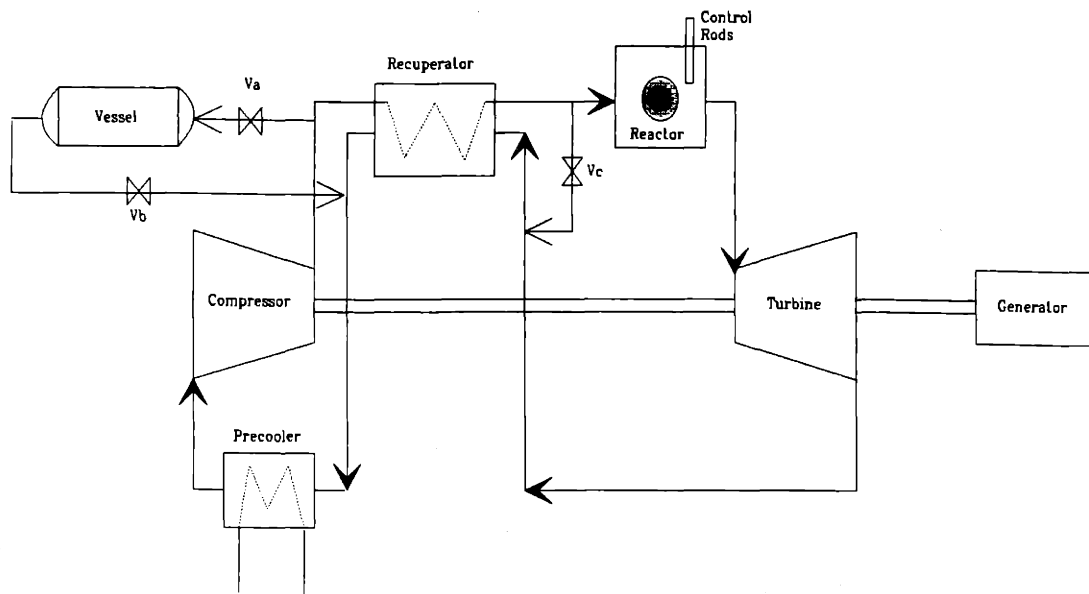 Control
Rods
Recuperator
Va
Vessel
Reactor
Vc
Vb
Compressor
Turbine
Generator
Precooler